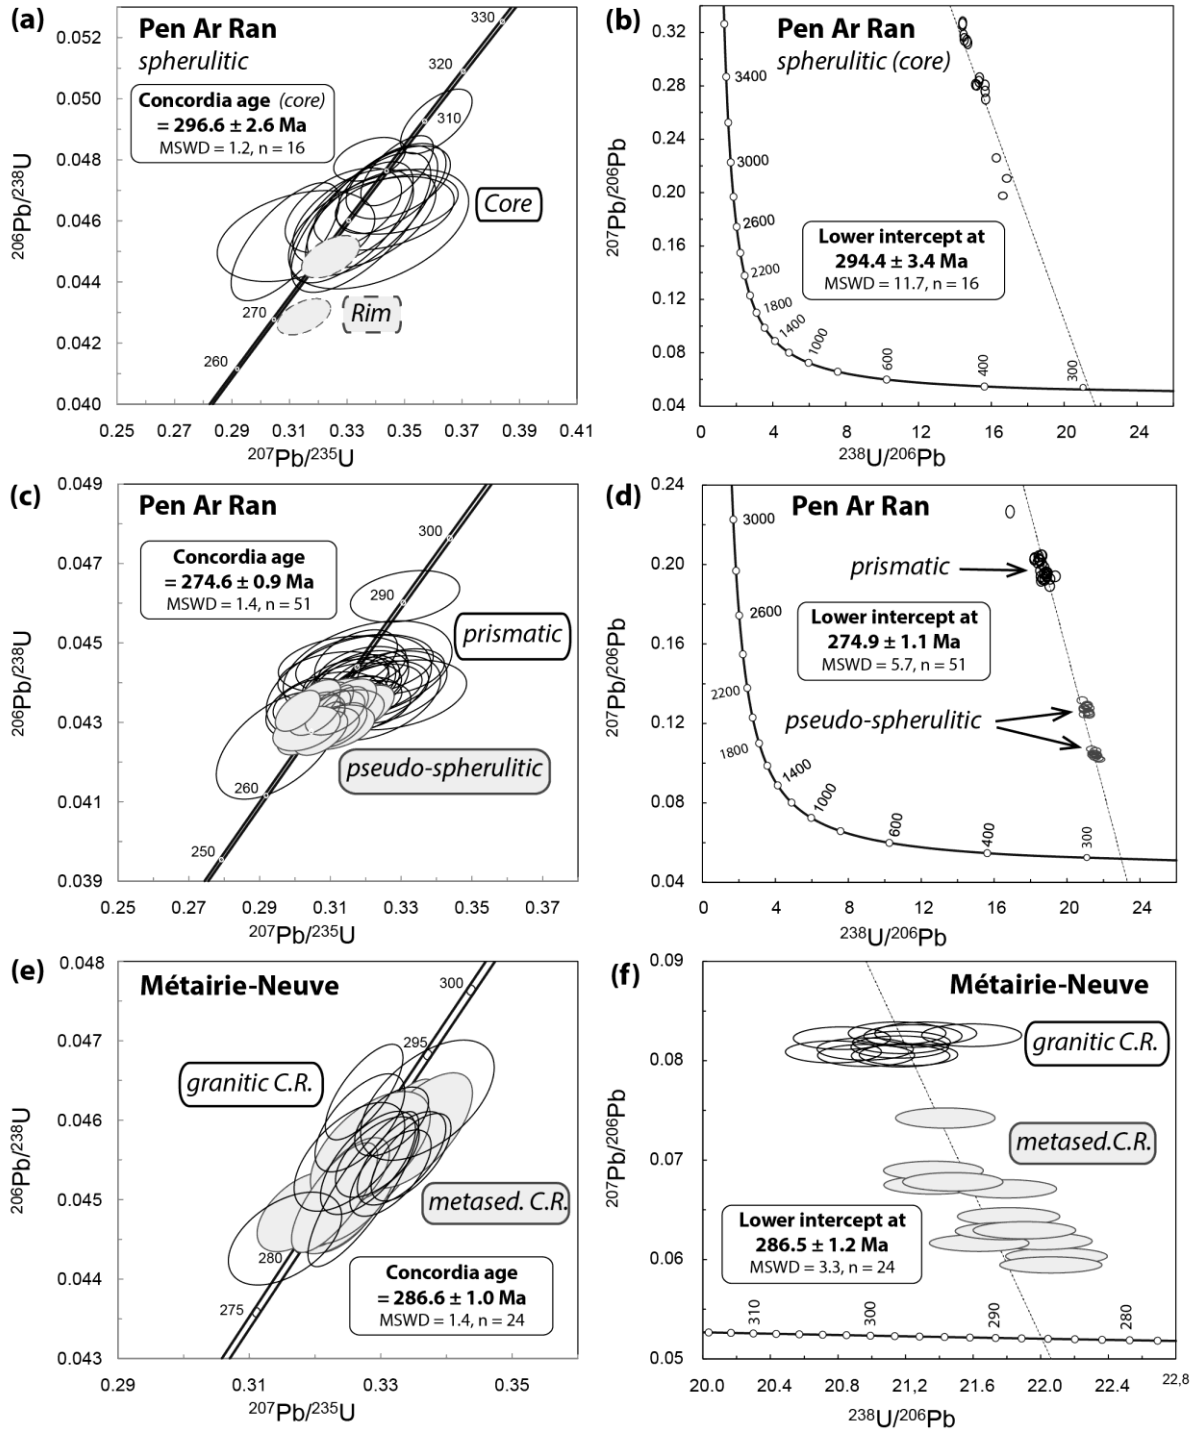 (a)
Pen Ar Ran
spherulitic
Concordia age (core)
= 296.6 ± 2.6 Ma
MSWD = 1.2, n = 16
330
320
310
270
260
Core
Rim
0.052
0.050
0.048
0.046
0.044
0.042
0.040
0.25 0.27 0.29 0.31 0.33 0.35 0.37 0.39 0.41
206Pb/238U
207Pb/235U
(b)
Pen Ar Ran
spherulitic (core)
Lower intercept at
294.4 ± 3.4 Ma
MSWD = 11.7, n = 16
3400
3000
2600
2200
1800
1400
1000
600
400
300
0.32
0.28
0.24
0.20
0.16
0.12
0.08
0.04
0 4 8 12 16 20 24
207Pb/206Pb
238U/206Pb
(c)
Pen Ar Ran
Concordia age
= 274.6 ± 0.9 Ma
MSWD = 1.4, n = 51
300
290
260
250
prismatic
pseudo-spherulitic
0.049
0.047
0.045
0.043
0.041
0.039
0.25 0.27 0.29 0.31 0.33 0.35 0.37
206Pb/238U
207Pb/235U
(d)
Pen Ar Ran
prismatic
Lower intercept at
274.9 ± 1.1 Ma
MSWD = 5.7, n = 51
pseudo-spherulitic
3000
2600
2200
1800
1400
1000
600
400
300
0.24
0.20
0.16
0.12
0.08
0.04
0 4 8 12 16 20 24
207Pb/206Pb
238U/206Pb
(e)
Métairie-Neuve
granitic C.R.
metased. C.R.
Concordia age
= 286.6 ± 1.0 Ma
MSWD = 1.4, n = 24
300
295
280
275
0.048
0.047
0.046
0.045
0.044
0.043
0.29 0.31 0.33 0.35
206Pb/238U
207Pb/235U
(f)
Métairie-Neuve
granitic C.R.
metased.C.R.
Lower intercept at
286.5 ± 1.2 Ma
MSWD = 3.3, n = 24
310
300
290
280
0.09
0.08
0.07
0.06
0.05
20.0 20.4 20.8 21,2 21.6 22.0 22.4 22,8
207Pb/206Pb
238U/206Pb